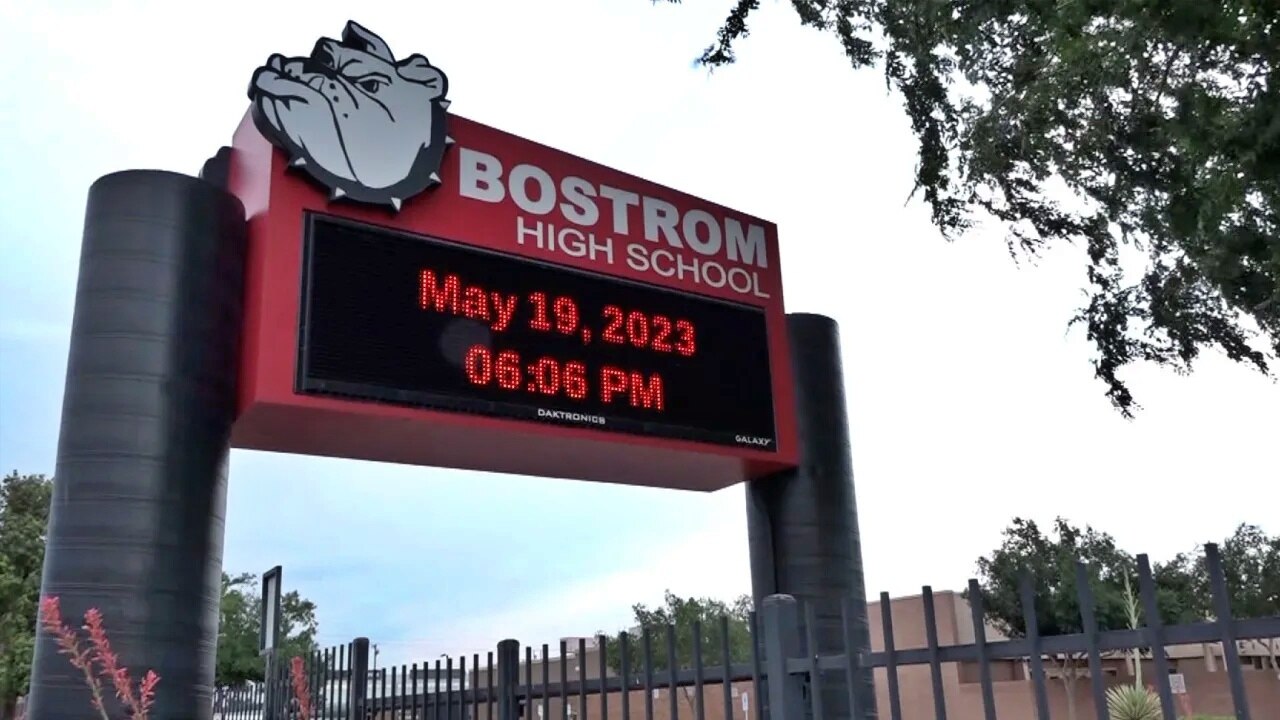 BOSTROM
HIGH SCHOOL
May 19, 2023
06:06 PM
DAKTRONICS
GALAXY